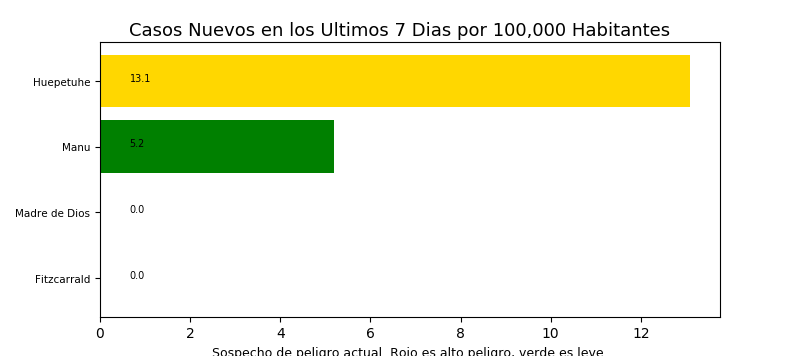 Casos Nuevos en los Ultimos 7 Dias por 100,000 Habitantes
Huepetuhe
13.1
Manu
5.2
Madre de Dios
0.0
Fitzcarrald
0.0
0 2 4 6 8 10 12
Sospecho de peligro actual. Rojo es alto peligro, verde es leve